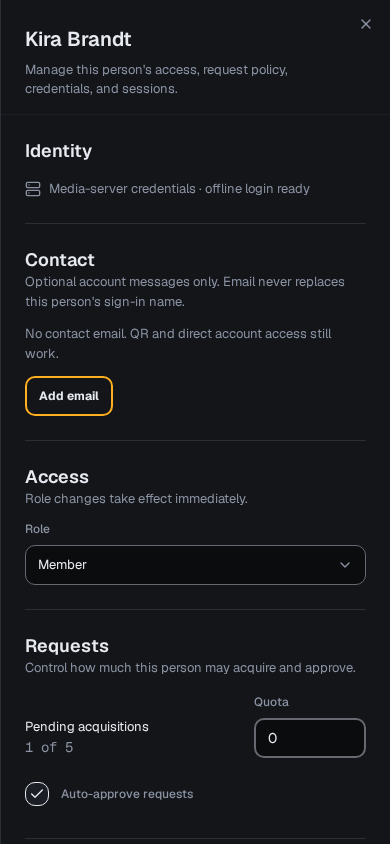 Kira Brandt
Manage this person's access, request policy,
credentials, and sessions.
Identity
Media-server credentials · offline login ready
Contact
Optional account messages only. Email never replaces
this person's sign-in name.
No contact email. QR and direct account access still
work.
Add email
Access
Role changes take effect immediately.
Role
Member
Requests
Control how much this person may acquire and approve.
Quota
Pending acquisitions
0
1 of 5
Auto-approve requests